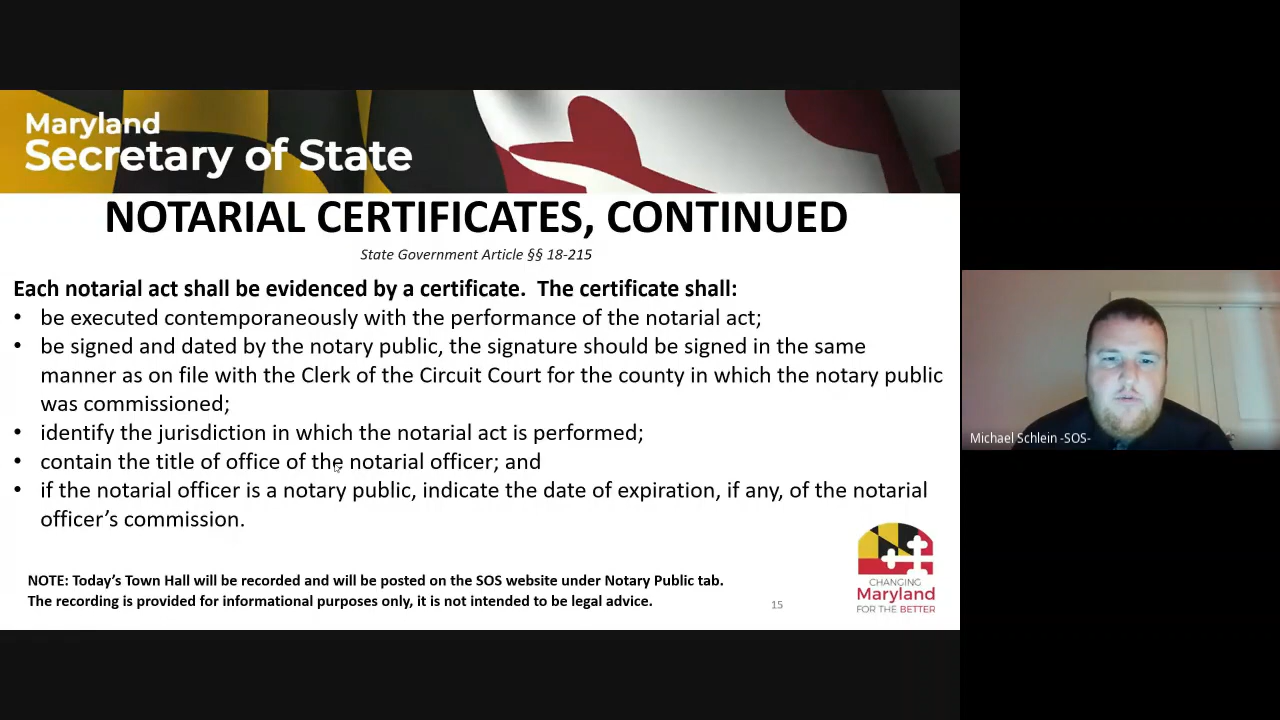 Maryland
Secretary of State
NOTARIAL CERTIFICATES, CONTINUED
State Government Article §§ 18-215
Each notarial act shall be evidenced by a certificate.  The certificate shall:
• be executed contemporaneously with the performance of the notarial act;
• be signed and dated by the notary public, the signature should be signed in the same
manner as on file with the Clerk of the Circuit Court for the county in which the notary public
was commissioned;
• identify the jurisdiction in which the notarial act is performed;
• contain the title of office of the notarial officer; and
• if the notarial officer is a notary public, indicate the date of expiration, if any, of the notarial
officer’s commission.
NOTE: Today’s Town Hall will be recorded and will be posted on the SOS website under Notary Public tab.
The recording is provided for informational purposes only, it is not intended to be legal advice.
15
CHANGING
Maryland
FOR THE BETTER
Michael Schlein -SOS-